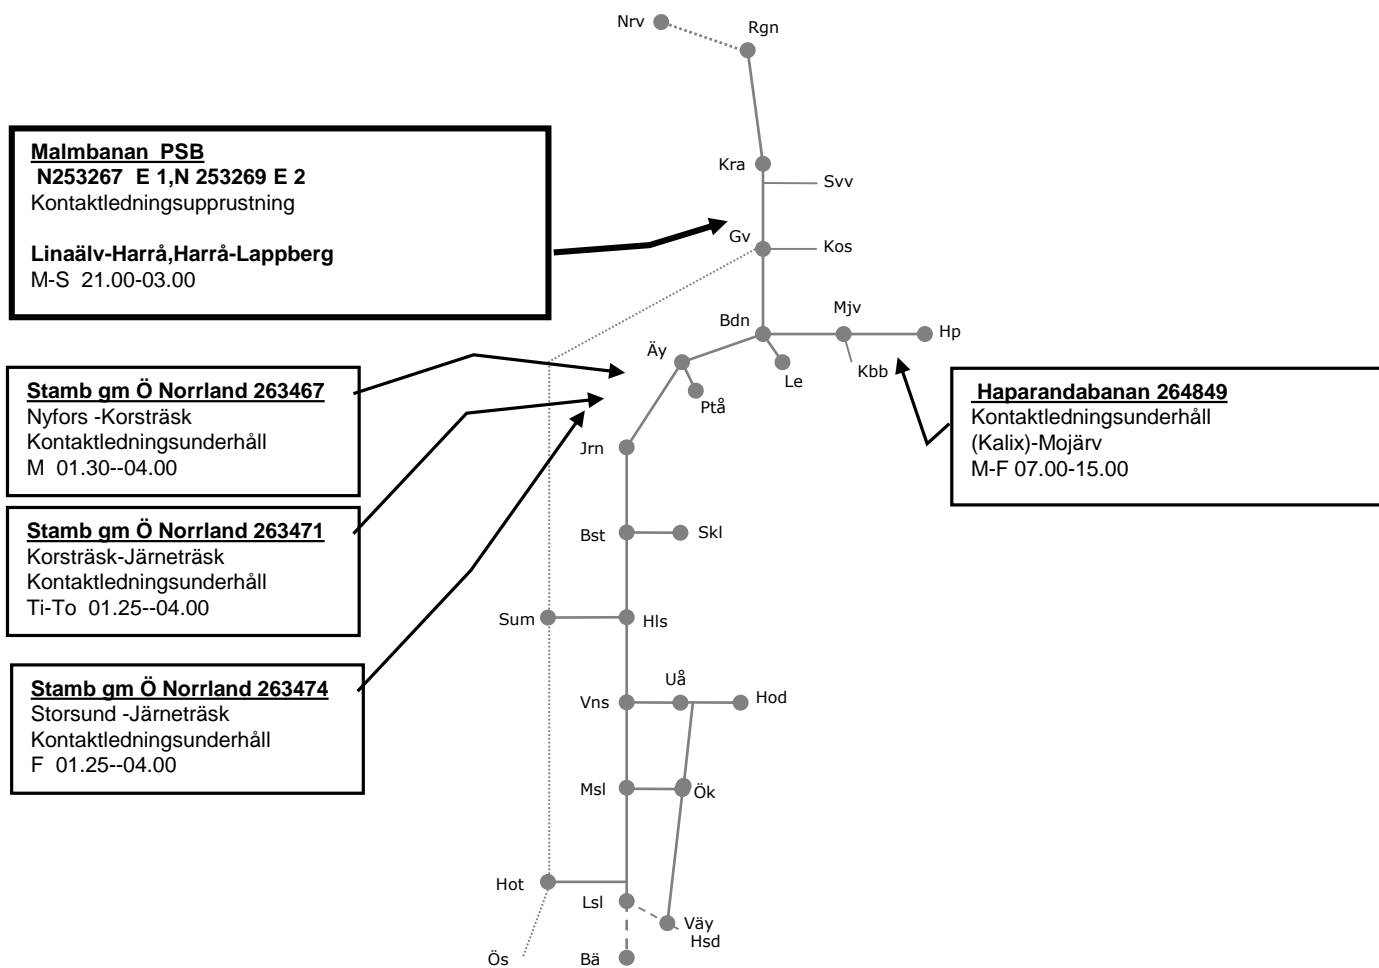 Nrv
Rgn
Malmbanan  PSB
N253267  E 1,N 253269 E 2
Kontaktledningsupprustning
Linaälv-Harrå,Harrå-Lappberg
M-S  21.00-03.00
Kra
Svv
Gv
Kos
Bdn
Mjv
Hp
Äy
Le
Kbb
Ptå
Stamb gm Ö Norrland 263467
Nyfors -Korsträsk
Kontaktledningsunderhåll
M  01.30--04.00
Haparandabanan 264849
Kontaktledningsunderhåll
(Kalix)-Mojärv
M-F 07.00-15.00
Jrn
Stamb gm Ö Norrland 263471
Korsträsk-Järneträsk
Kontaktledningsunderhåll
Ti-To  01.25--04.00
Bst
Skl
Sum
Hls
Stamb gm Ö Norrland 263474
Storsund -Järneträsk
Kontaktledningsunderhåll
F  01.25--04.00
Vns
Uå
Hod
Msl
Ök
Hot
Lsl
Väy
Hsd
Ös
Bä